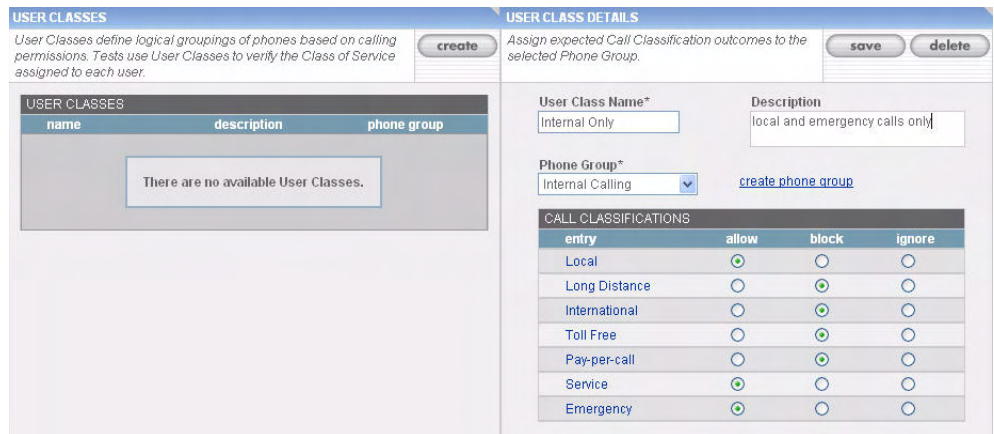 USER CLASSES
User Classes define logical groupings of phones based on calling
permissions. Tests use User Classes to verify the Class of Service
assigned to each user.
create
USER CLASSES
name description phone group
There are no available User Classes.
USER CLASS DETAILS
Assign expected Call Classification outcomes to the
selected Phone Group.
save delete
User Class Name* Description
Internal Only local and emergency calls only
Phone Group*
Internal Calling create phone group
CALL CLASSIFICATIONS
entry allow block ignore
Local
Long Distance
International
Toll Free
Pay-per-call
Service
Emergency